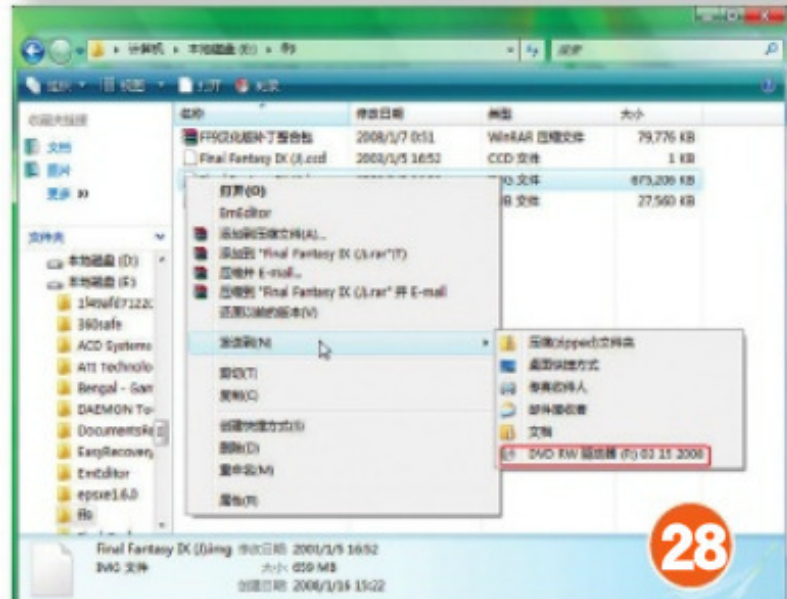 计算机 ▸ 本地磁盘 (E:) ▸ ff9
组织 视图 打开 刻录
名称 修改日期 类型 大小
FF9汉化版补丁整合包 2008/1/7 0:51 WinRAR 压缩文件 79,776 KB
Final Fantasy IX (J).ccd 2003/1/5 16:52 CCD 文件 1 KB
文件 675,206 KB
文件 27,560 KB
收藏夹链接
文档
图片
更多 »
文件夹
本地磁盘 (D:)
本地磁盘 (E:)
360safe
ACD Systems
ATI Technolo
Bengal - Gam
DAEMON To
DocumentsRe
EasyRecovery
EmEditor
epsxe1.6.0
ff9
打开(O)
EmEditor
添加到压缩文件(A)...
添加到 "Final Fantasy IX (J).rar"(T)
压缩并 E-mail...
压缩到 "Final Fantasy IX (J).rar" 并 E-mail
还原以前的版本(V)
发送到(N)
剪切(T)
复制(C)
创建快捷方式(S)
删除(D)
重命名(M)
属性(R)
压缩(zipped)文件夹
桌面快捷方式
传真收件人
邮件接收者
文档
DVD RW 驱动器 (F:) 03 15 2008
Final Fantasy IX (J).img 修改日期: 2003/1/5 16:52
IMG 文件 大小: 659 MB
创建日期: 2008/1/16 15:22
28